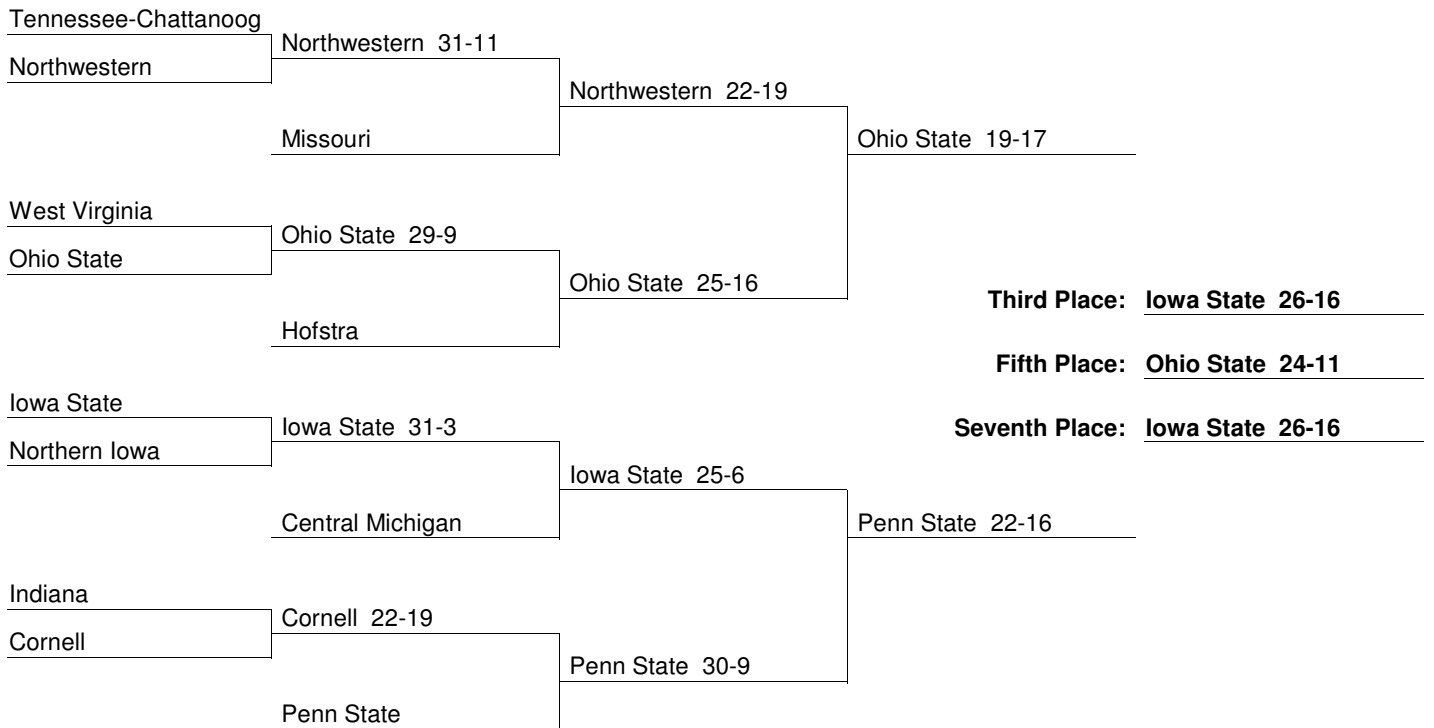 Tennessee-Chattanoog
Northwestern 31-11
Northwestern
Northwestern 22-19
Missouri
Ohio State 19-17
West Virginia
Ohio State 29-9
Ohio State
Ohio State 25-16
Third Place: Iowa State 26-16
Hofstra
Fifth Place: Ohio State 24-11
Iowa State
Iowa State 31-3
Seventh Place: Iowa State 26-16
Northern Iowa
Iowa State 25-6
Central Michigan
Penn State 22-16
Indiana
Cornell 22-19
Cornell
Penn State 30-9
Penn State